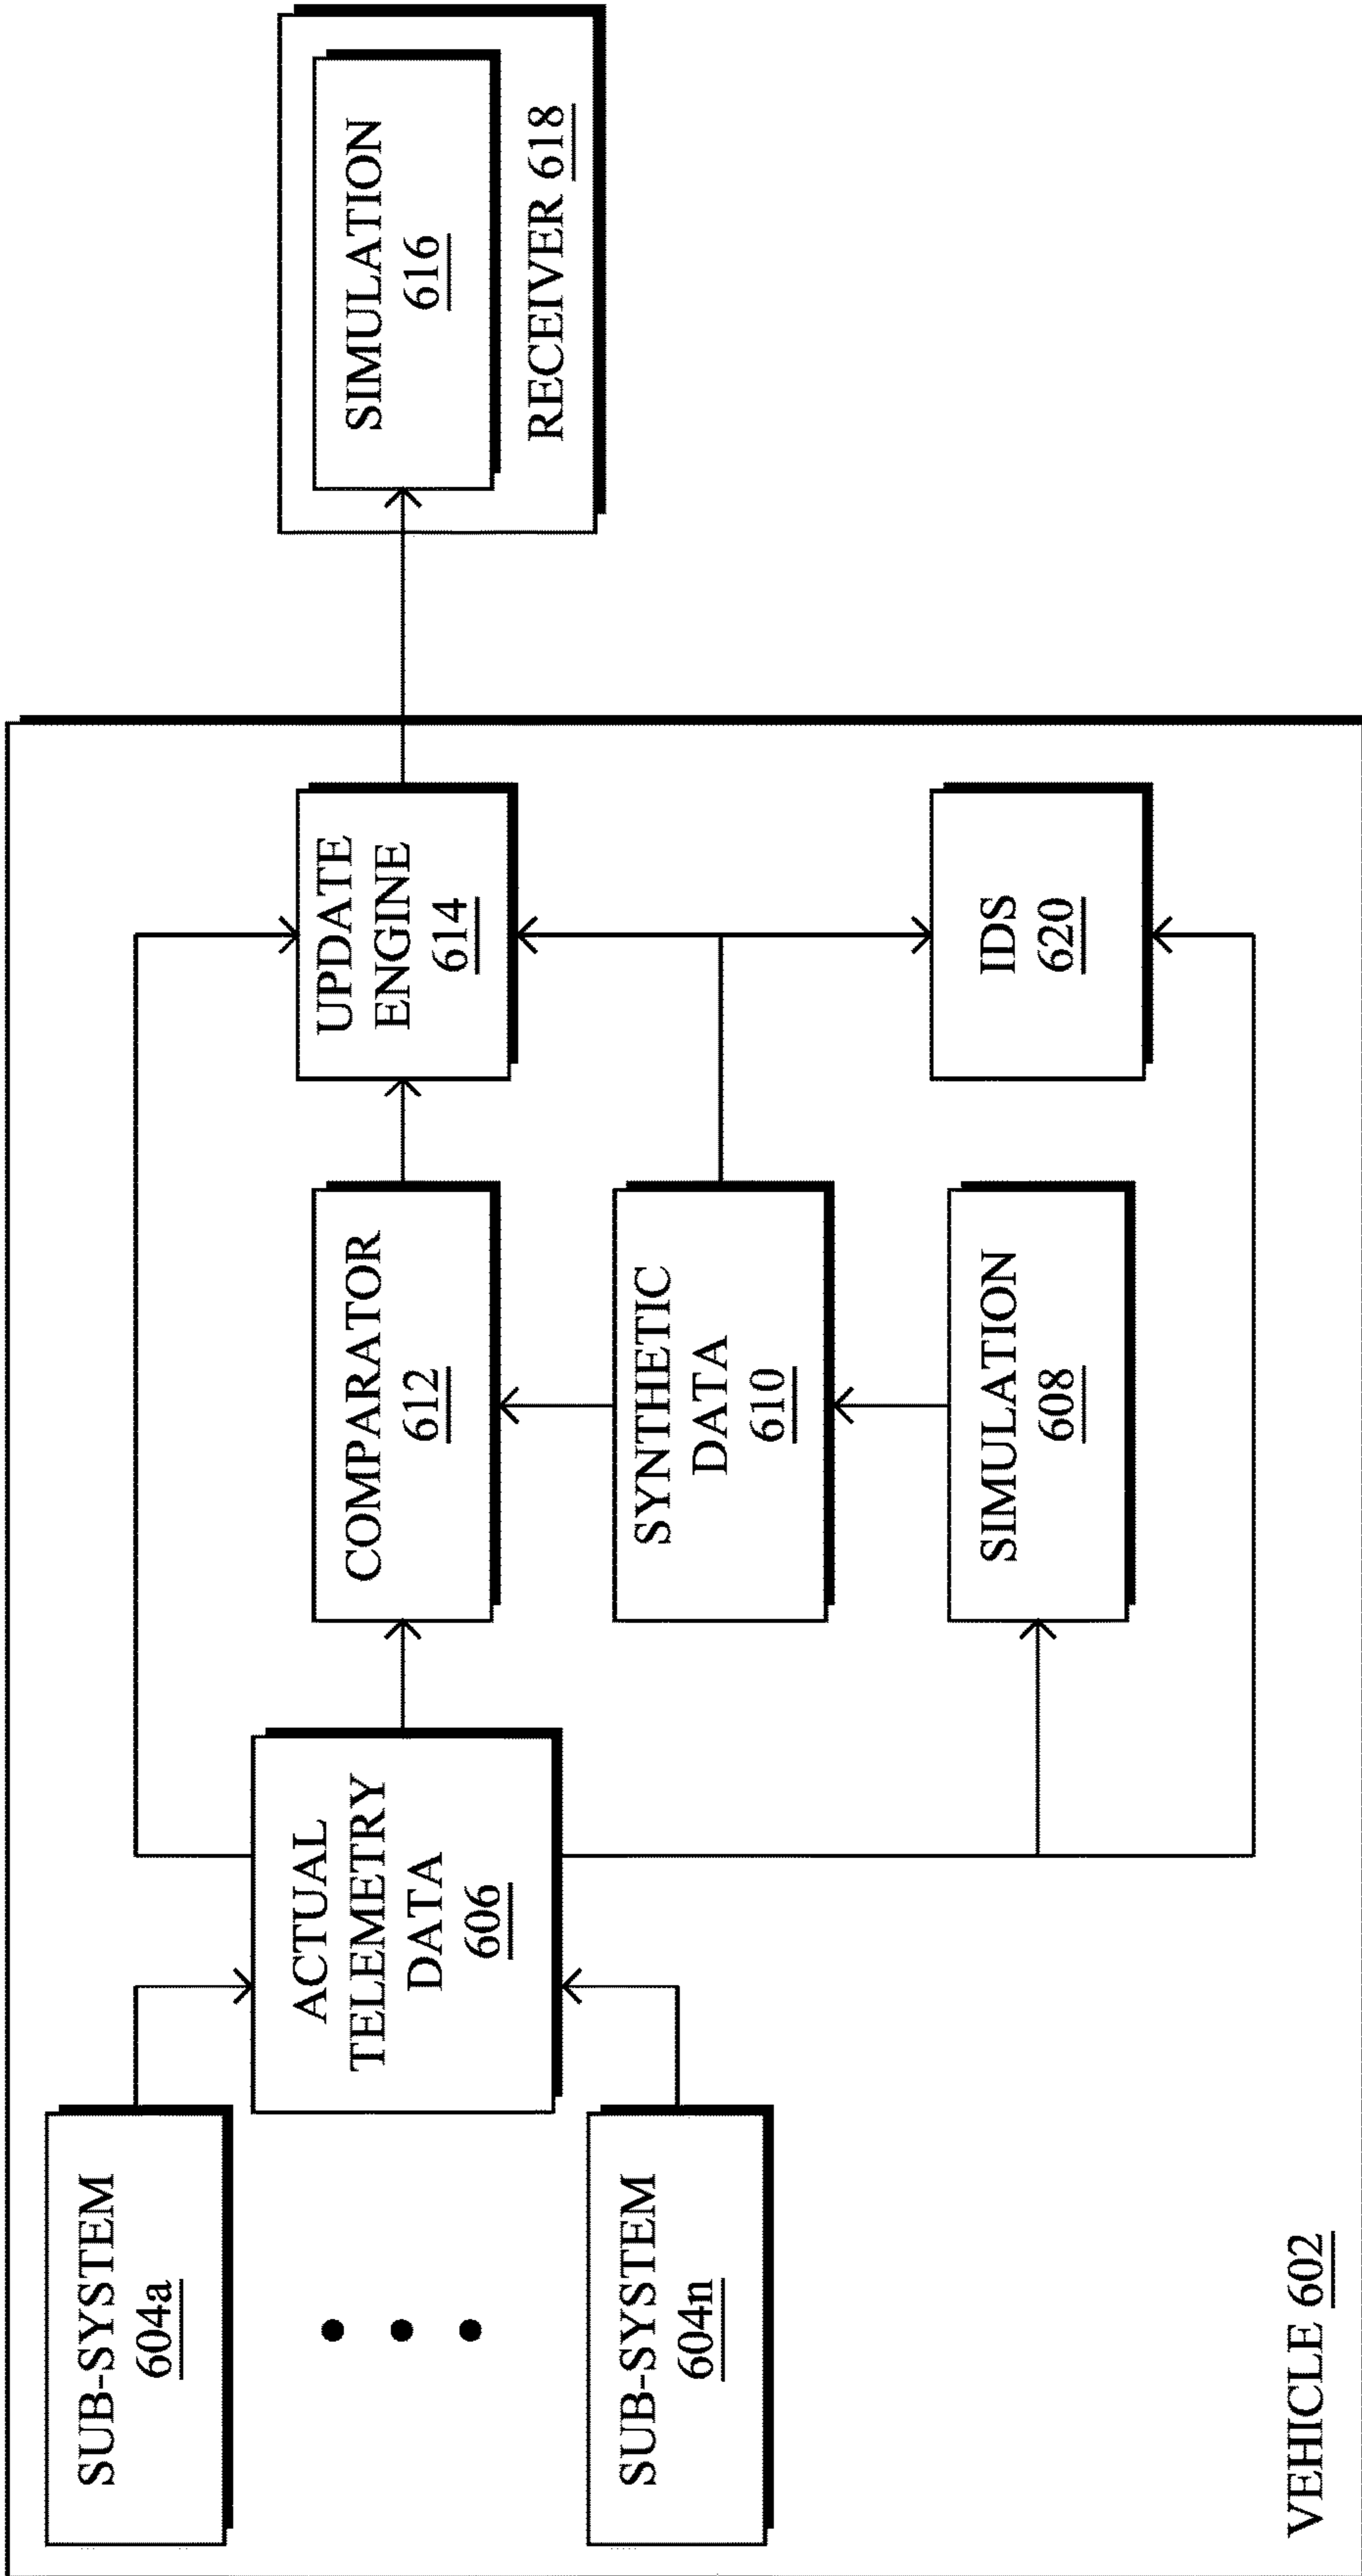 SUB-SYSTEM
604a
SUB-SYSTEM
604n
ACTUAL
TELEMETRY
DATA
606
COMPARATOR
612
SYNTHETIC
DATA
610
SIMULATION
608
UPDATE
ENGINE
614
IDS
620
SIMULATION
616
RECEIVER 618
VEHICLE 602